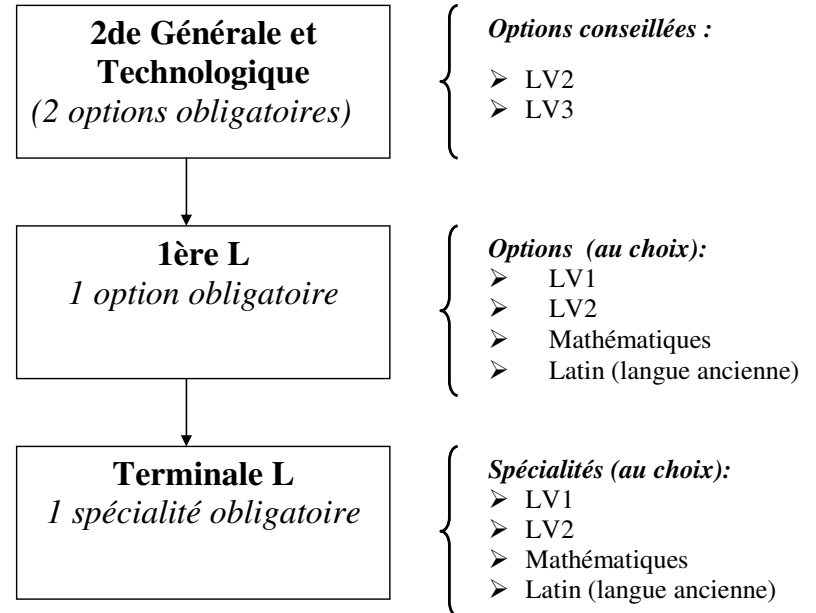 2de Générale et
Technologique
(2 options obligatoires)
Options conseillées :
➢ LV2
➢ LV3
1ère L
1 option obligatoire
Options (au choix):
➢ LV1
➢ LV2
➢ Mathématiques
➢ Latin (langue ancienne)
Terminale L
1 spécialité obligatoire
Spécialités (au choix):
➢ LV1
➢ LV2
➢ Mathématiques
➢ Latin (langue ancienne)